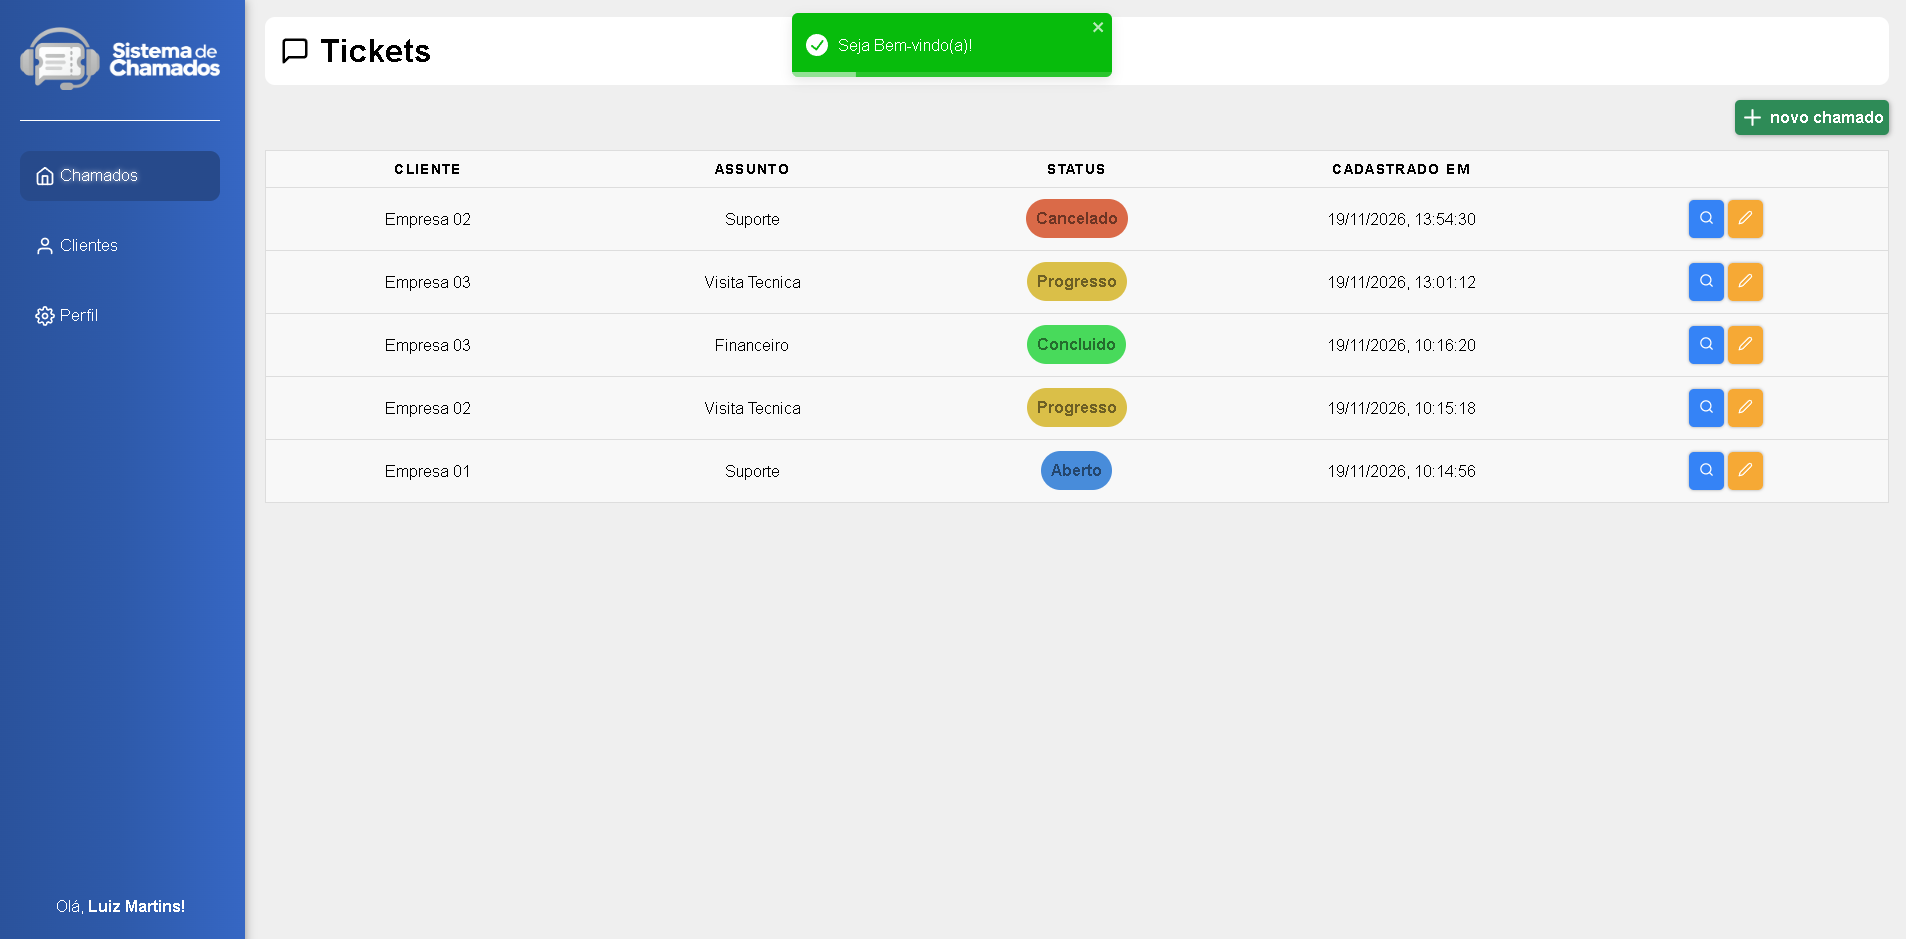 Sistema de
Chamados
Chamados
Clientes
Perfil
Olá, Luiz Martins!
Tickets
Seja Bem-vindo(a)!
novo chamado
CLIENTE ASSUNTO STATUS CADASTRADO EM
Empresa 02 Suporte Cancelado 19/11/2026, 13:54:30
Empresa 03 Visita Tecnica Progresso 19/11/2026, 13:01:12
Empresa 03 Financeiro Concluido 19/11/2026, 10:16:20
Empresa 02 Visita Tecnica Progresso 19/11/2026, 10:15:18
Empresa 01 Suporte Aberto 19/11/2026, 10:14:56